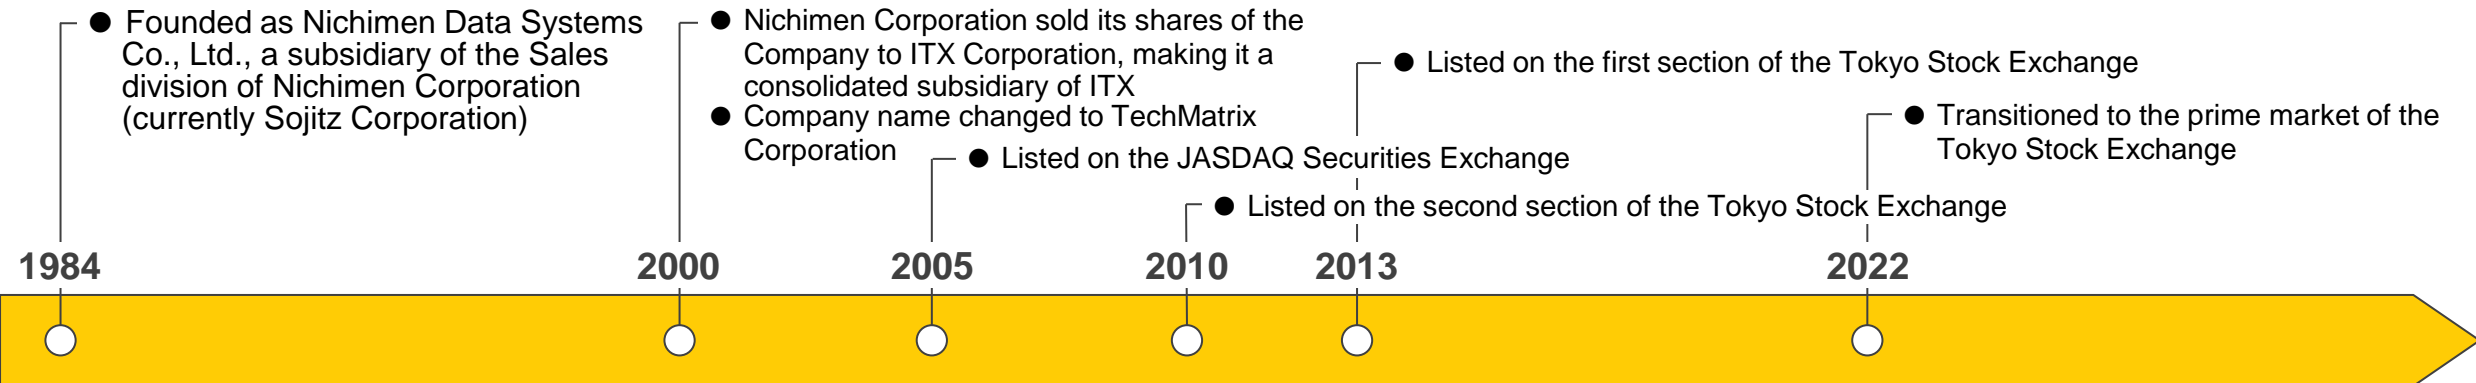 ● Founded as Nichimen Data Systems
Co., Ltd., a subsidiary of the Sales
division of Nichimen Corporation
(currently Sojitz Corporation)
● Nichimen Corporation sold its shares of the
Company to ITX Corporation, making it a
consolidated subsidiary of ITX
● Company name changed to TechMatrix
Corporation
● Listed on the JASDAQ Securities Exchange
● Listed on the second section of the Tokyo Stock Exchange
● Listed on the first section of the Tokyo Stock Exchange
● Transitioned to the prime market of the
Tokyo Stock Exchange
1984
2000
2005
2010
2013
2022